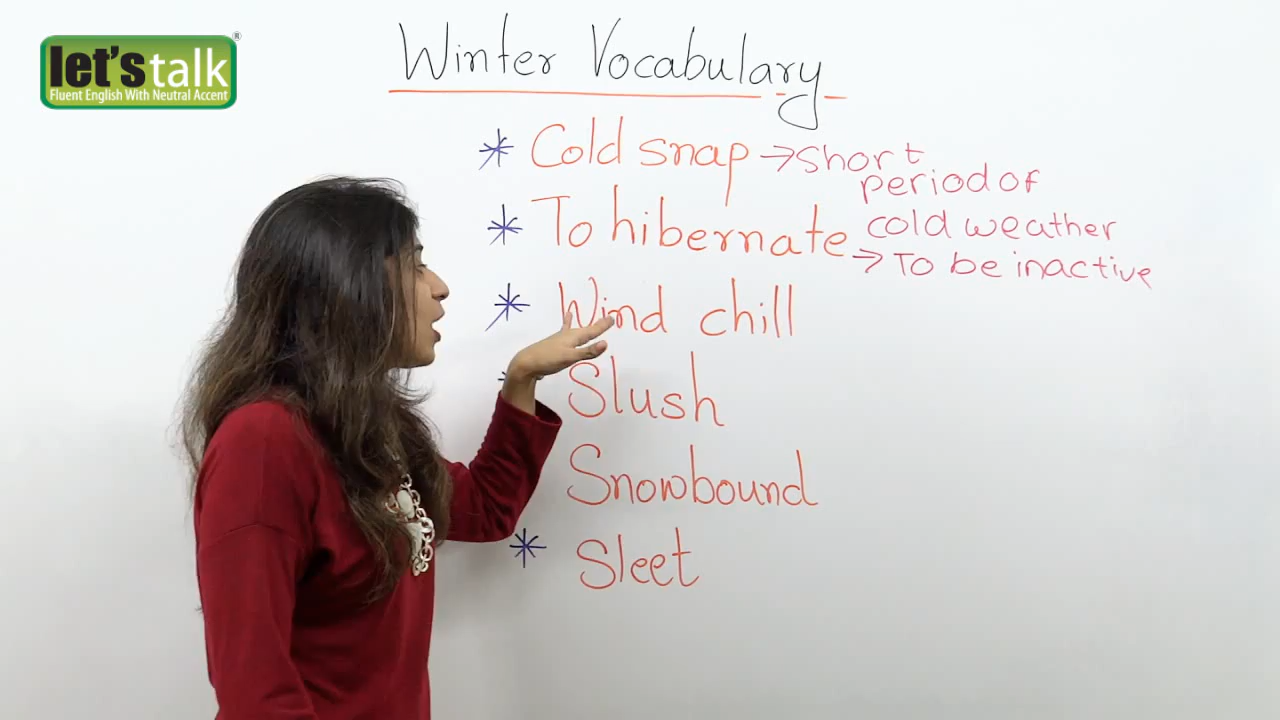 let's talk®
Fluent English With Neutral Accent
Winter Vocabulary
* Cold snap → short
period of
cold weather
* To hibernate
→ To be inactive
* Wind chill
Slush
Snowbound
* Sleet